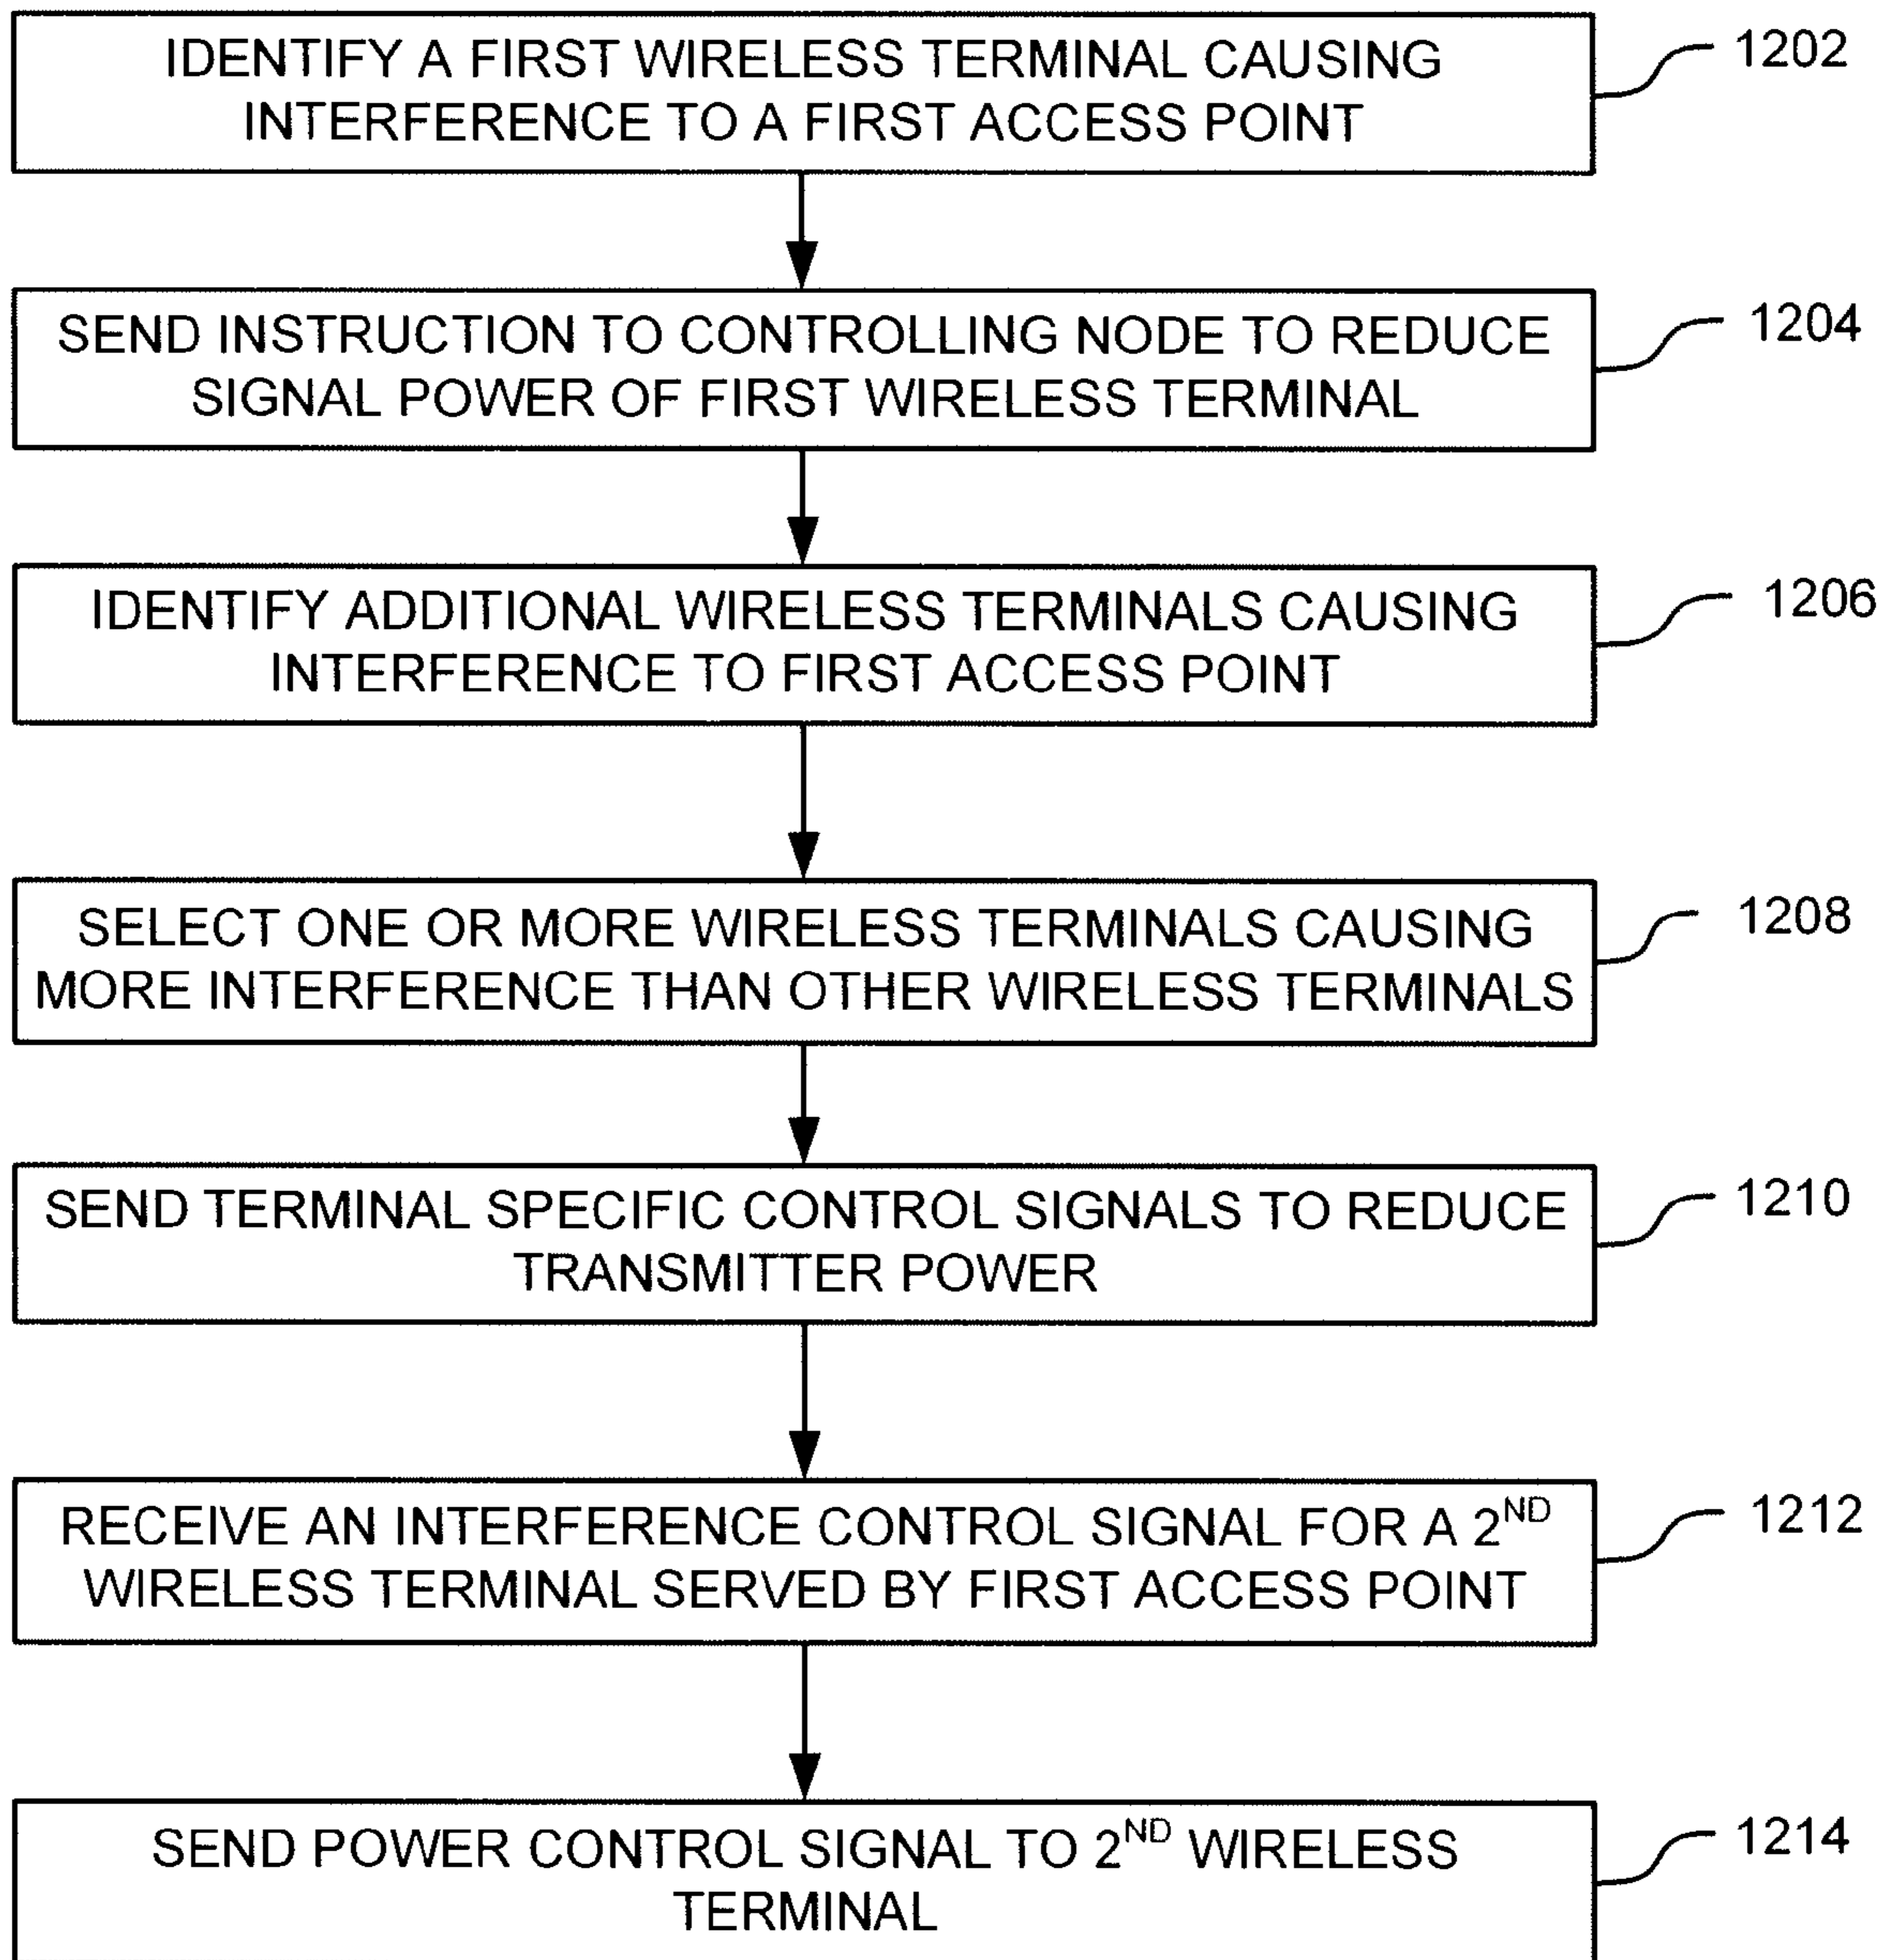 IDENTIFY A FIRST WIRELESS TERMINAL CAUSING
INTERFERENCE TO A FIRST ACCESS POINT
1202
SEND INSTRUCTION TO CONTROLLING NODE TO REDUCE
SIGNAL POWER OF FIRST WIRELESS TERMINAL
1204
IDENTIFY ADDITIONAL WIRELESS TERMINALS CAUSING
INTERFERENCE TO FIRST ACCESS POINT
1206
SELECT ONE OR MORE WIRELESS TERMINALS CAUSING
MORE INTERFERENCE THAN OTHER WIRELESS TERMINALS
1208
SEND TERMINAL SPECIFIC CONTROL SIGNALS TO REDUCE
TRANSMITTER POWER
1210
RECEIVE AN INTERFERENCE CONTROL SIGNAL FOR A 2ND
WIRELESS TERMINAL SERVED BY FIRST ACCESS POINT
1212
SEND POWER CONTROL SIGNAL TO 2ND WIRELESS
TERMINAL
1214